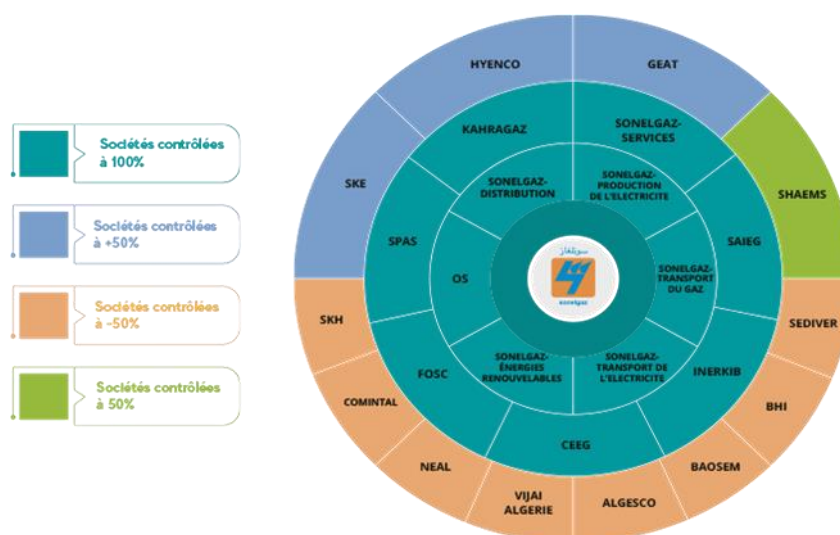 Sociétés contrôlées
à 100%
Sociétés contrôlées
à +50%
Sociétés contrôlées
à -50%
Sociétés contrôlées
à 50%
HYENCO
GEAT
SHAEMS
SEDIVER
BHI
BAOSEM
ALGESCO
VIJAI
ALGERIE
NEAL
COMINTAL
SKH
SKE
KAHRAGAZ
SONELGAZ-
SERVICES
SAIEG
INERKIB
CEEG
FOSC
SPAS
SONELGAZ-
DISTRIBUTION
SONELGAZ-
PRODUCTION
DE L'ELECTRICITE
SONELGAZ-
TRANSPORT
DU GAZ
SONELGAZ-
TRANSPORT DE
L'ELECTRICITE
SONELGAZ-
ÉNERGIES
RENOUVELABLES
OS
سونلغاز
sonelgaz